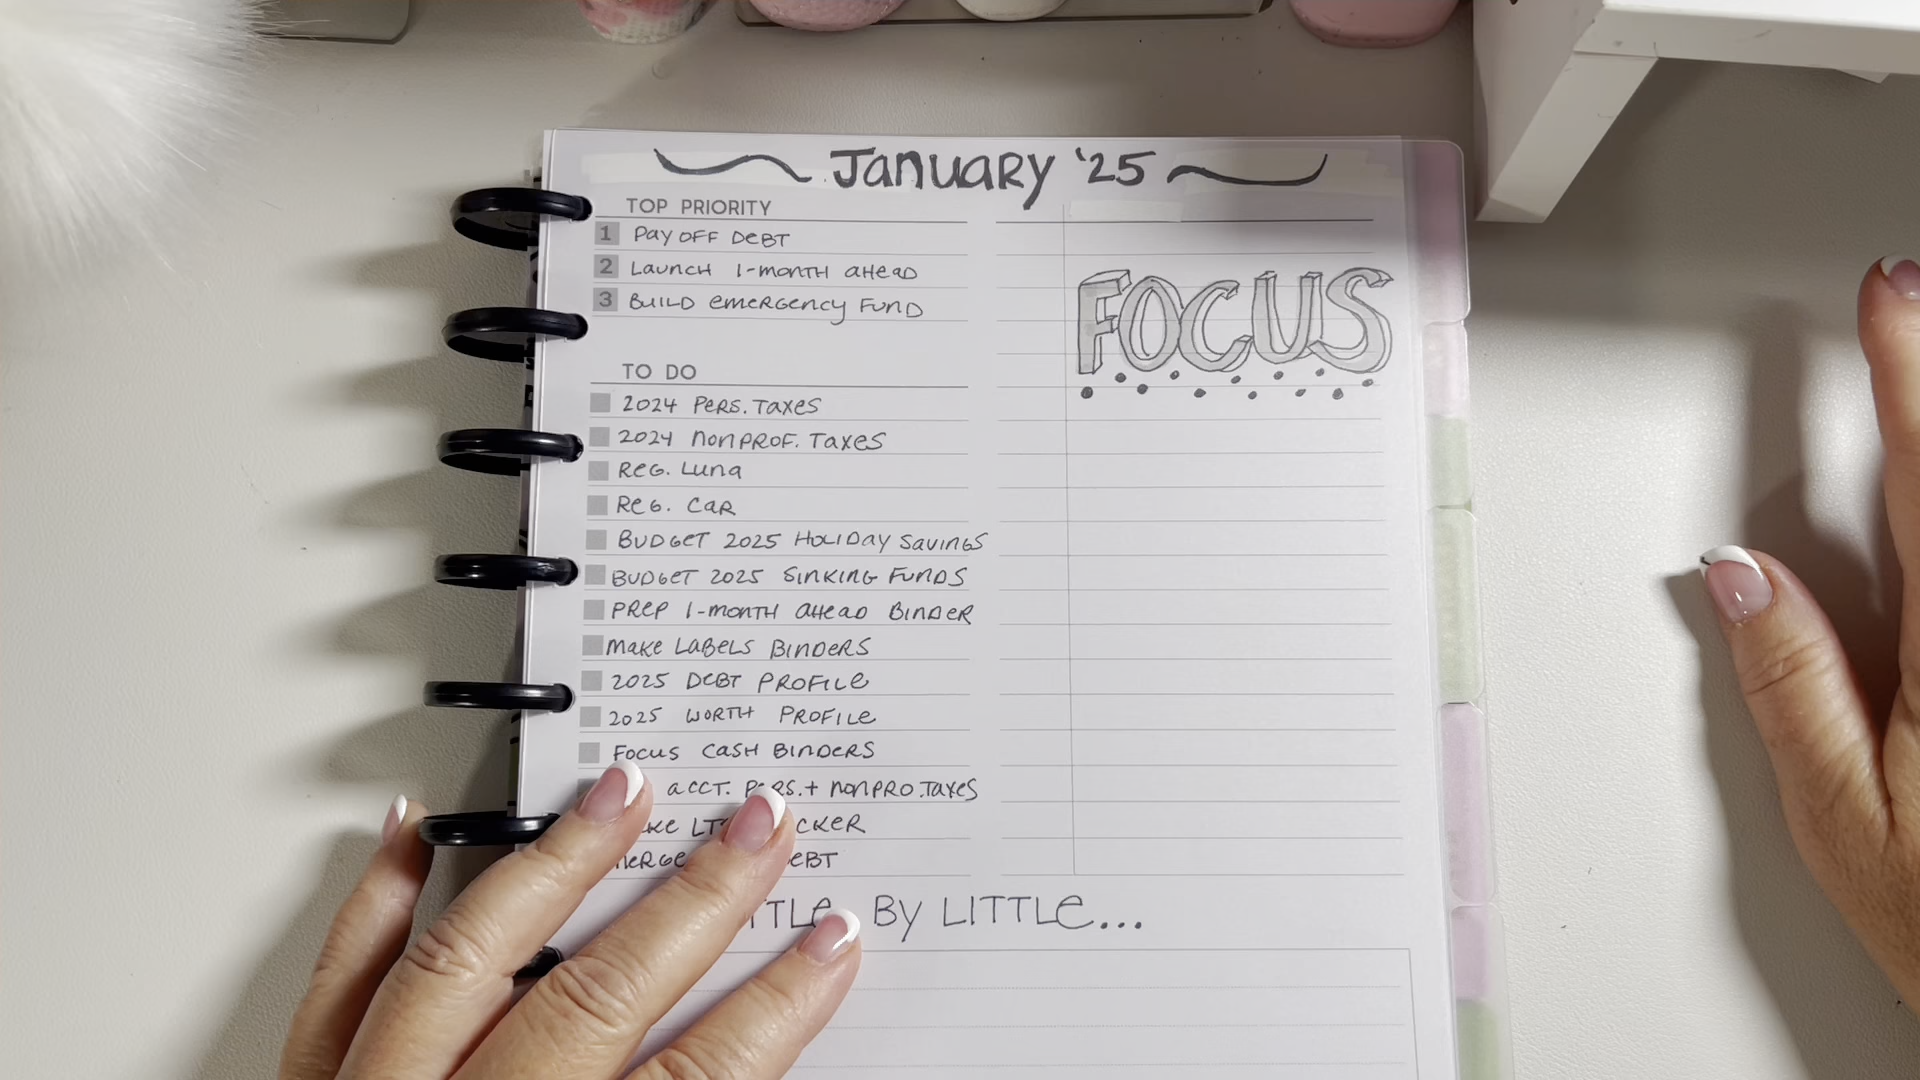 January '25
TOP PRIORITY
1 Pay OFF DEBT
2 Launch 1-month ahead
3 Build emergency Fund
FOCUS
TO DO
2024 Pers. Taxes
2024 nonprof. Taxes
Reg. Luna
Reg. Car
Budget 2025 Holiday Savings
Budget 2025 Sinking Funds
Prep 1-month ahead Binder
Make Labels Binders
2025 Debt Profile
2025 Worth Profile
Focus Cash Binders
acct. + nonpro. Taxes
Debt
By Little...